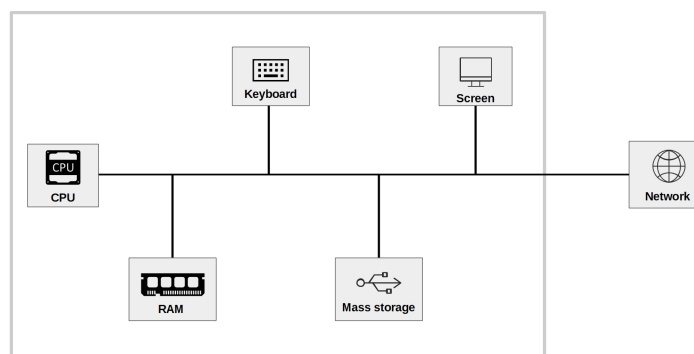 Keyboard
Screen
CPU
CPU
Network
RAM
Mass storage